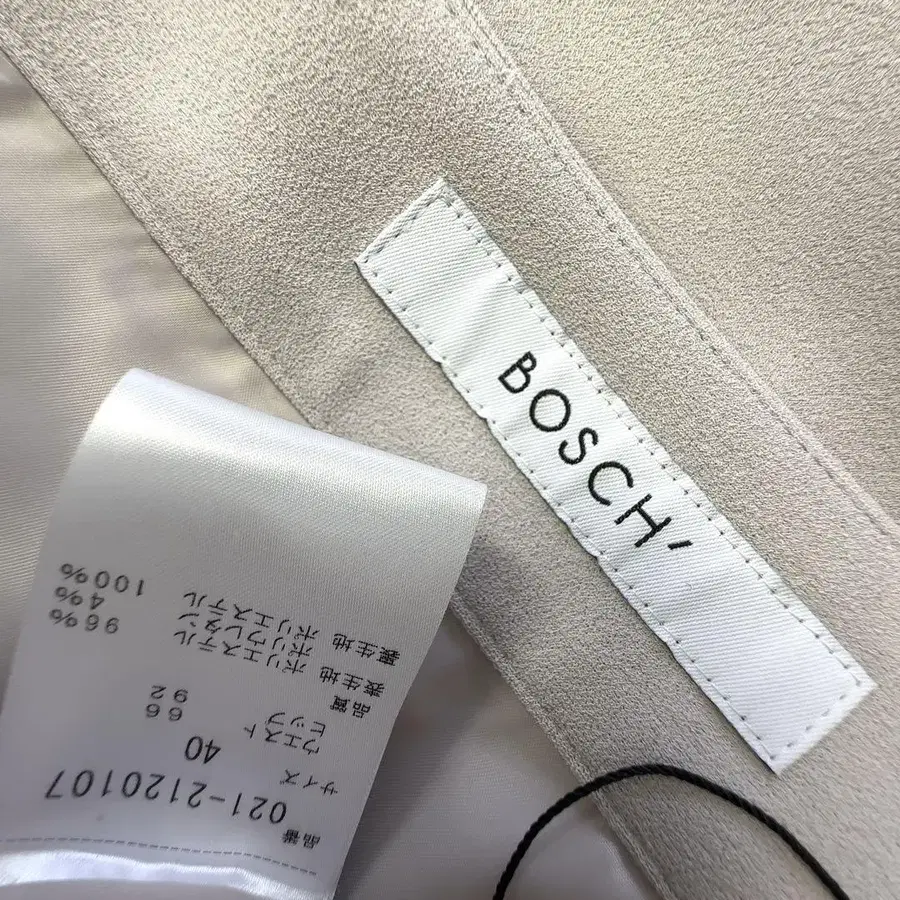 BOSCH'
品番 021-2120107
サイズ 40
ウエスト 66
ヒップ 92
品質
表生地 ポリエステル 96%
ポリウレタン 4%
裏生地 ポリエステル 100%